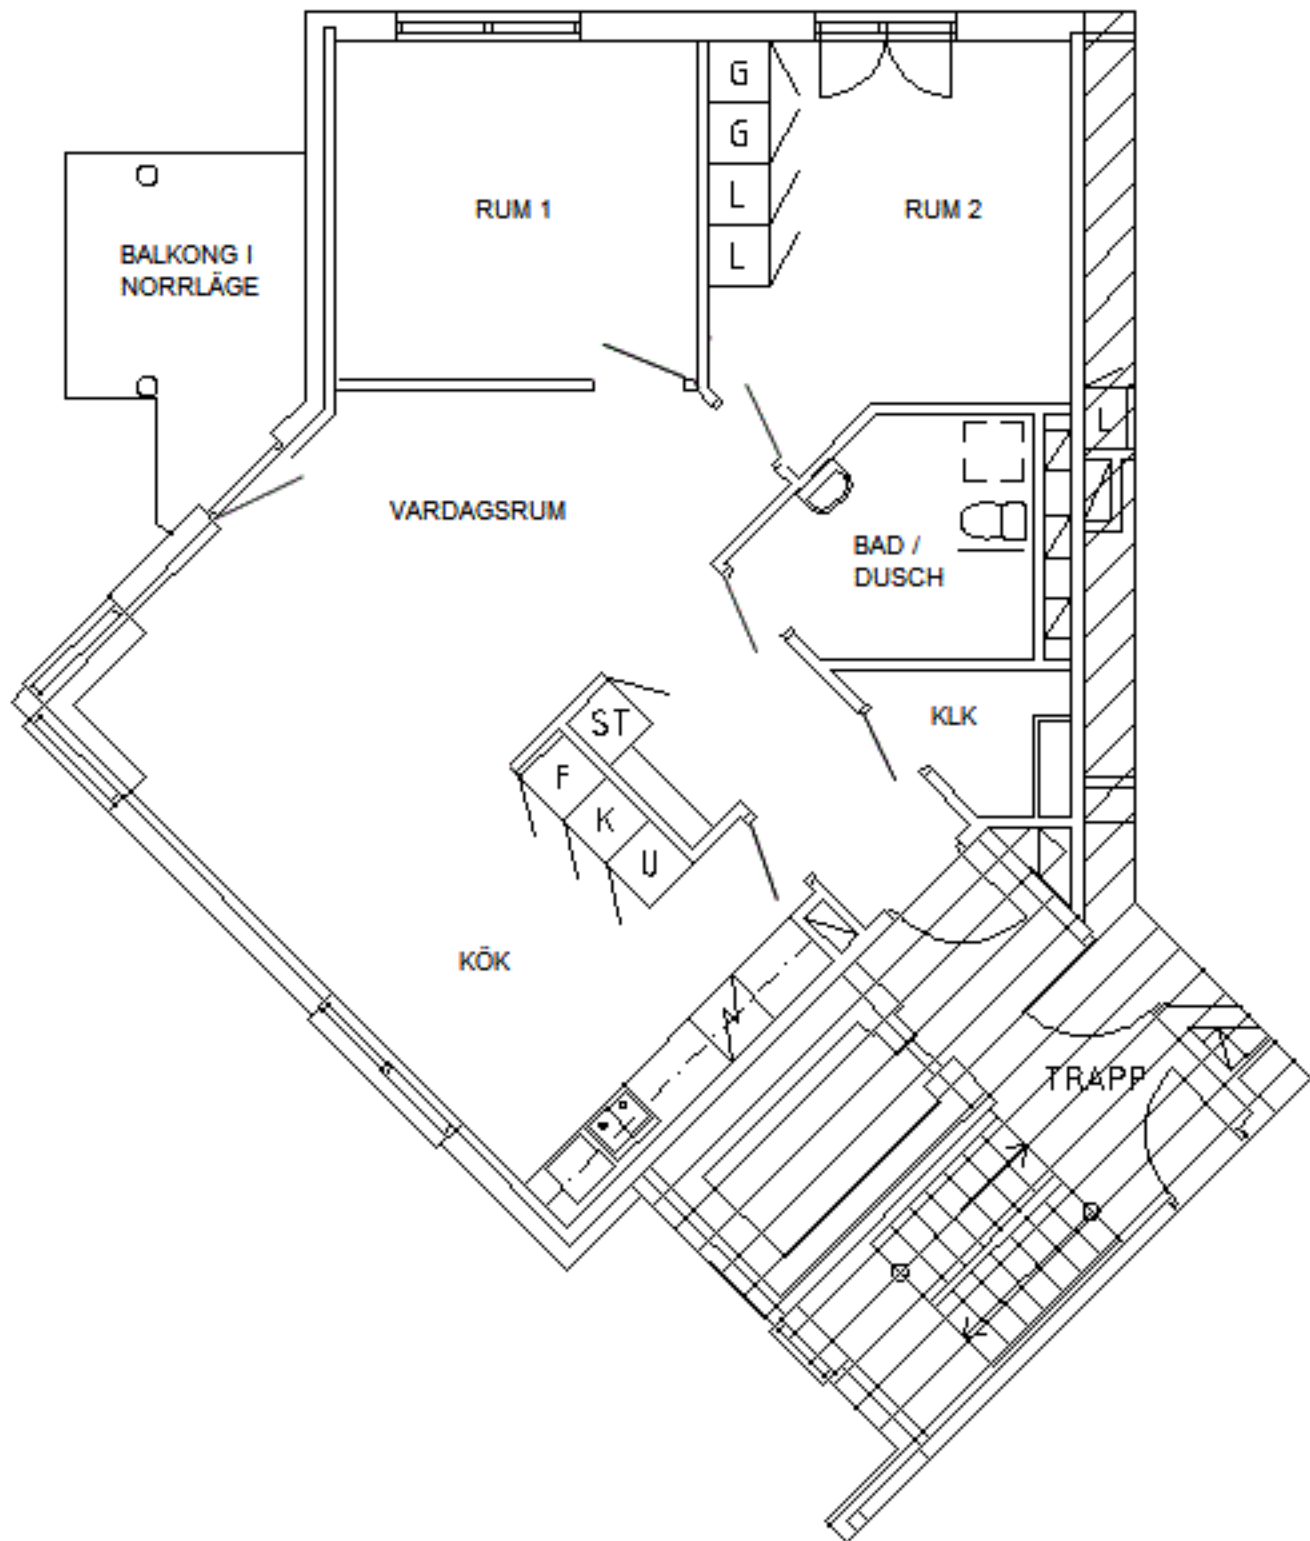 G
G
L
L
RUM 1
RUM 2
BALKONG I
NORRLÄGE
L
VARDAGSRUM
BAD /
DUSCH
ST
KLK
F
K
U
KÖK
TRAPP